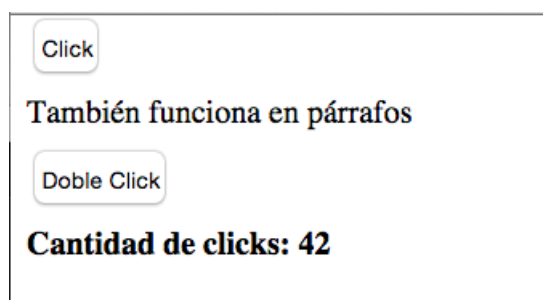 Click
También funciona en párrafos
Doble Click
Cantidad de clicks: 42